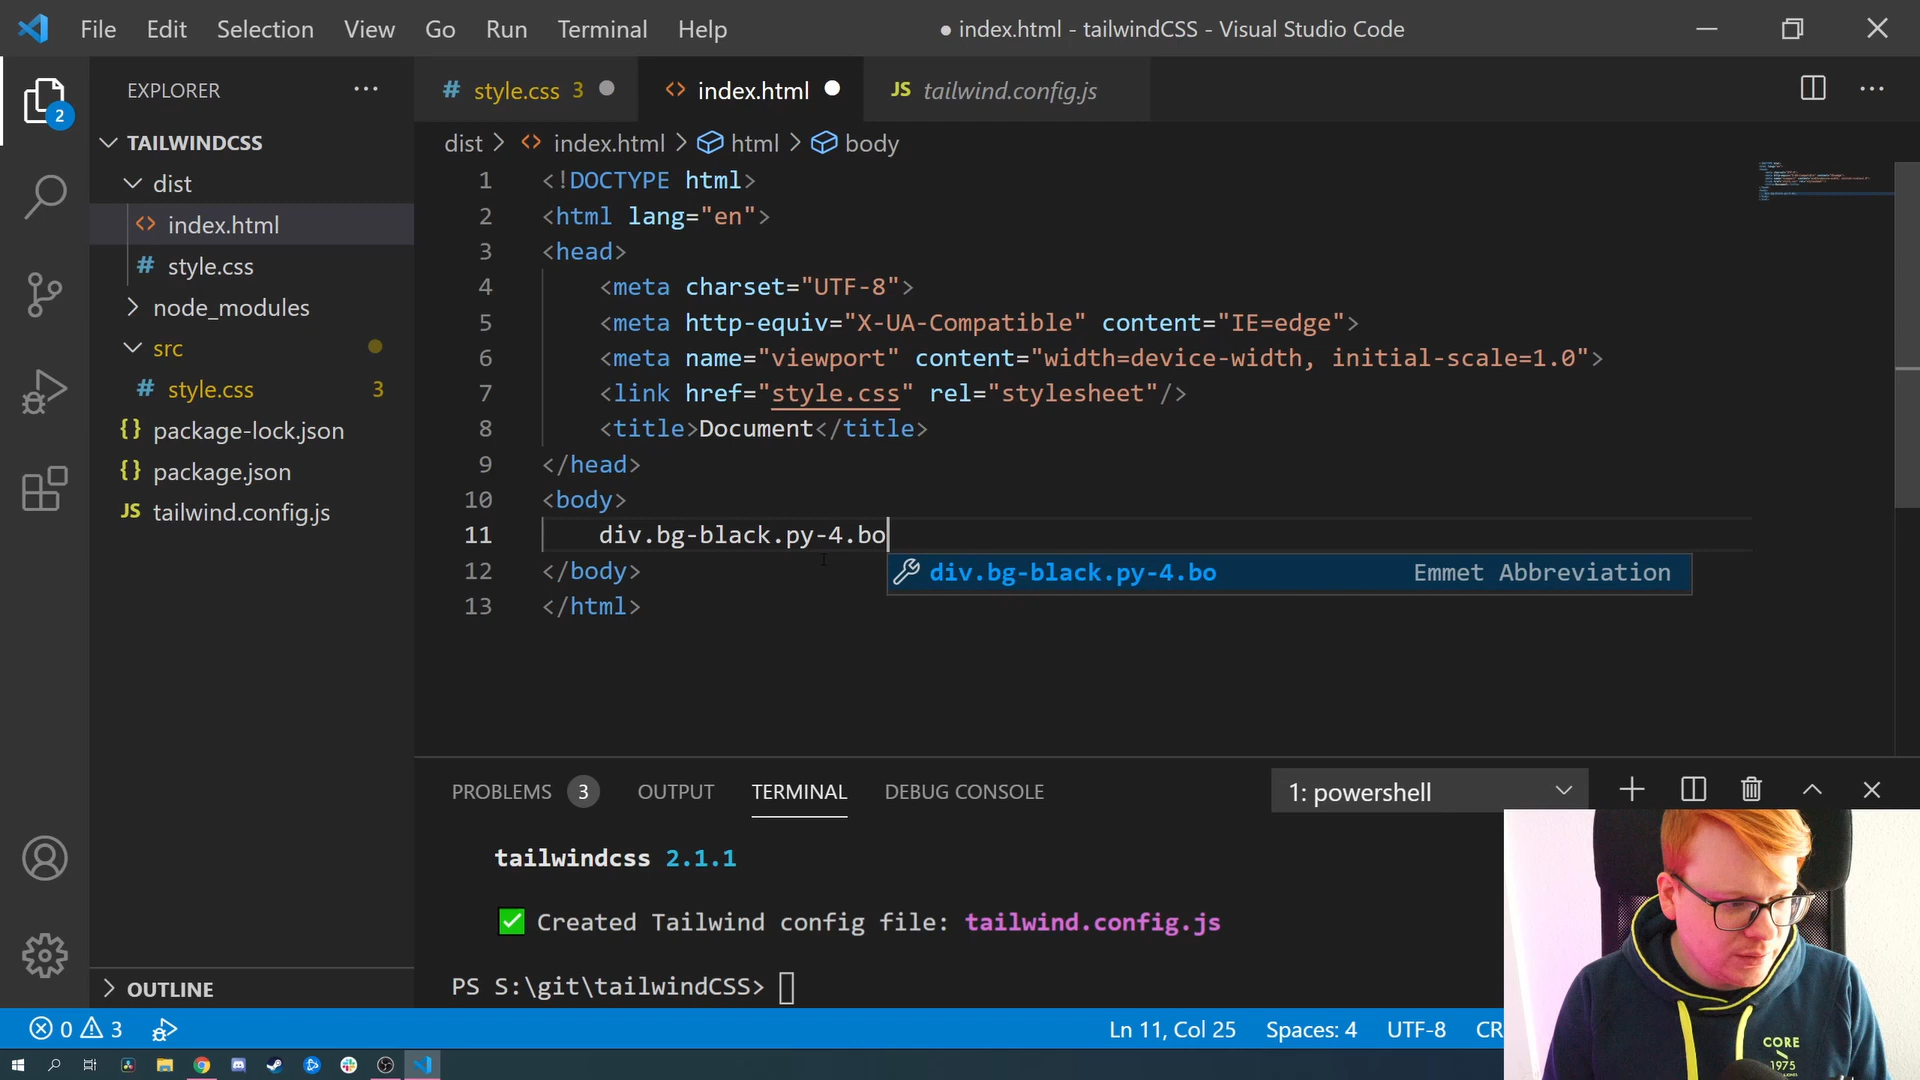 File Edit Selection View Go Run Terminal Help
● index.html - tailwindCSS - Visual Studio Code
EXPLORER
2
TAILWINDCSS
dist
index.html
style.css
node_modules
src
style.css 3
package-lock.json
package.json
tailwind.config.js
OUTLINE
style.css 3
index.html
JS tailwind.config.js
dist > index.html > html > body
1 <!DOCTYPE html>
2 <html lang="en">
3 <head>
4 <meta charset="UTF-8">
5 <meta http-equiv="X-UA-Compatible" content="IE=edge">
6 <meta name="viewport" content="width=device-width, initial-scale=1.0">
7 <link href="style.css" rel="stylesheet"/>
8 <title>Document</title>
9 </head>
10 <body>
11 div.bg-black.py-4.bo
div.bg-black.py-4.bo Emmet Abbreviation
12 </body>
13 </html>
PROBLEMS 3 OUTPUT TERMINAL DEBUG CONSOLE
1: powershell
tailwindcss 2.1.1
Created Tailwind config file: tailwind.config.js
PS S:\git\tailwindCSS>
0 3
Ln 11, Col 25 Spaces: 4 UTF-8 CR
CORE
1975